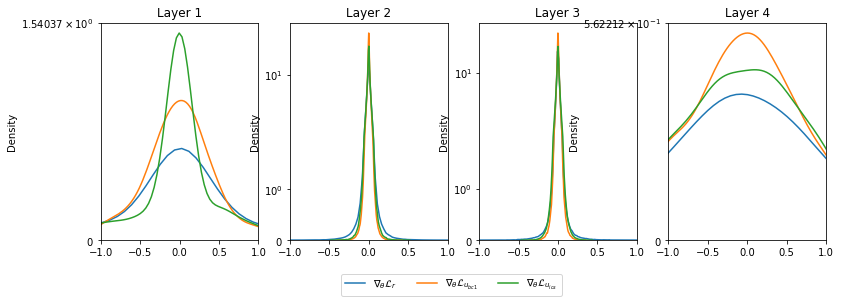 Layer 1
Layer 2
Layer 3
Layer 4
1.54037 × 10⁰
10¹
10⁰
0
10¹
10⁰
0
5.62212 × 10⁻¹
0
0
Density
Density
Density
Density
−1.0 −0.5 0.0 0.5 1.0
−1.0 −0.5 0.0 0.5 1.0
−1.0 −0.5 0.0 0.5 1.0
−1.0 −0.5 0.0 0.5 1.0
∇θℒr
∇θℒu_bc1
∇θℒu_ics